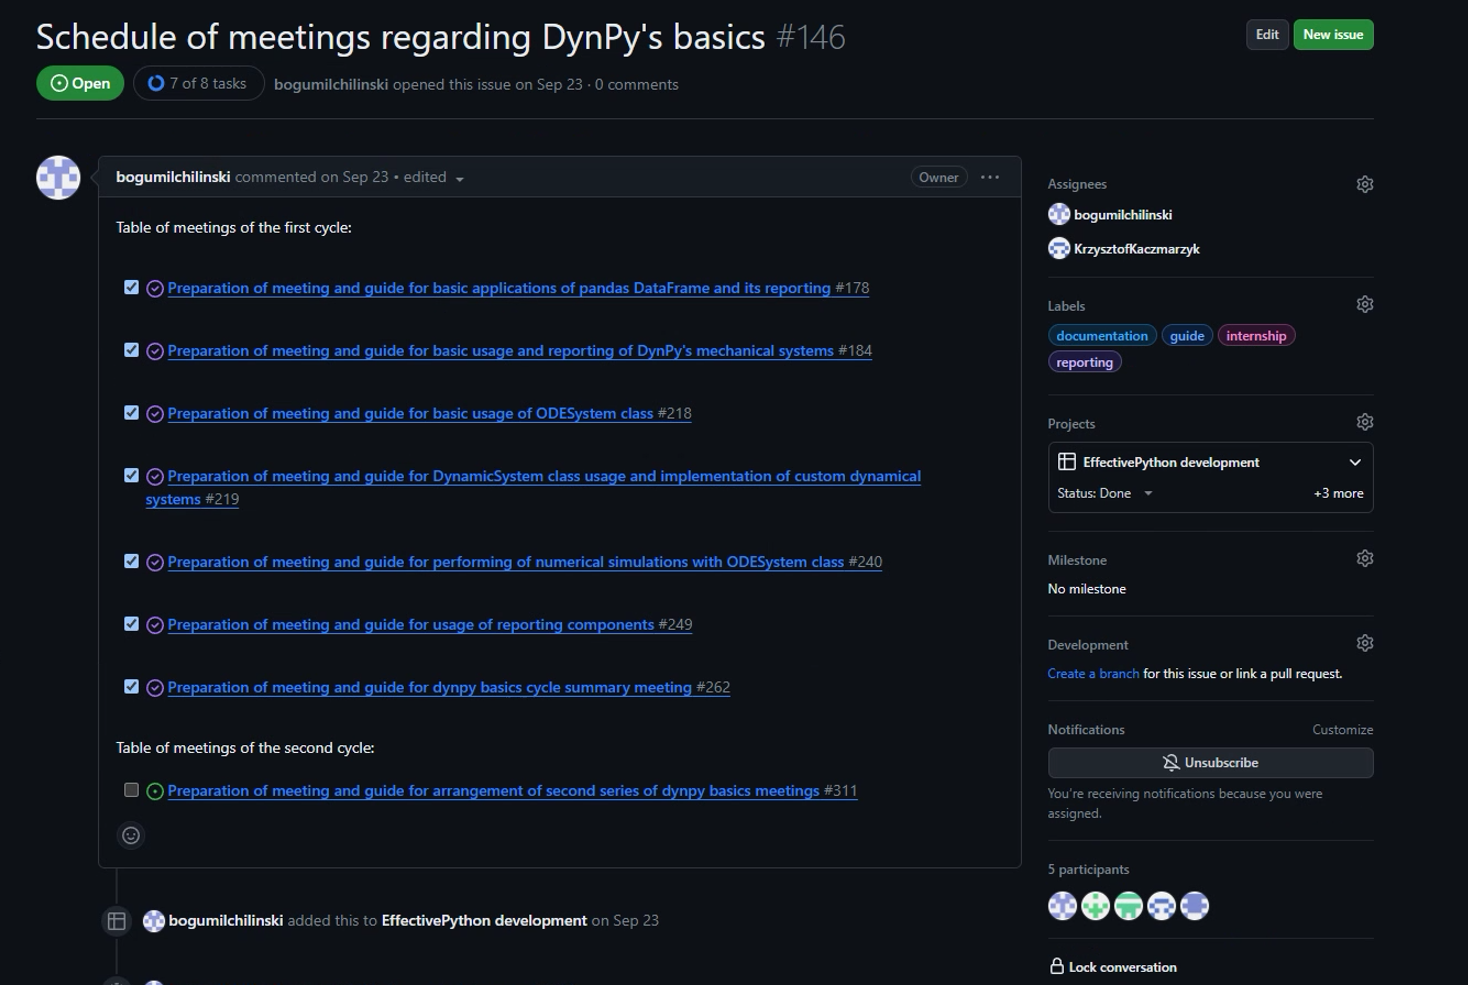 Schedule of meetings regarding DynPy's basics #146
Edit
New issue
Open
7 of 8 tasks
bogumilchilinski opened this issue on Sep 23 · 0 comments
bogumilchilinski commented on Sep 23 • edited
Owner
Table of meetings of the first cycle:
Preparation of meeting and guide for basic applications of pandas DataFrame and its reporting #178
Preparation of meeting and guide for basic usage and reporting of DynPy's mechanical systems #184
Preparation of meeting and guide for basic usage of ODESystem class #218
Preparation of meeting and guide for DynamicSystem class usage and implementation of custom dynamical
systems #219
Preparation of meeting and guide for performing of numerical simulations with ODESystem class #240
Preparation of meeting and guide for usage of reporting components #249
Preparation of meeting and guide for dynpy basics cycle summary meeting #262
Table of meetings of the second cycle:
Preparation of meeting and guide for arrangement of second series of dynpy basics meetings #311
bogumilchilinski added this to EffectivePython development on Sep 23
Assignees
bogumilchilinski
KrzysztofKaczmarzyk
Labels
documentation guide internship
reporting
Projects
EffectivePython development
Status: Done
+3 more
Milestone
No milestone
Development
Create a branch for this issue or link a pull request.
Notifications
Customize
Unsubscribe
You're receiving notifications because you were
assigned.
5 participants
Lock conversation